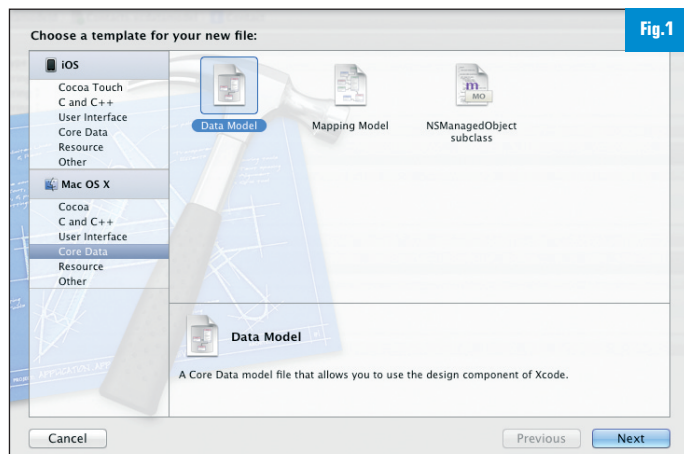 Fig.1
Choose a template for your new file:
iOS
Cocoa Touch
C and C++
User Interface
Core Data
Resource
Other
Mac OS X
Cocoa
C and C++
User Interface
Core Data
Resource
Other
Data Model
Mapping Model
m
MO
NSManagedObject
subclass
Data Model
A Core Data model file that allows you to use the design component of Xcode.
Cancel
Previous
Next